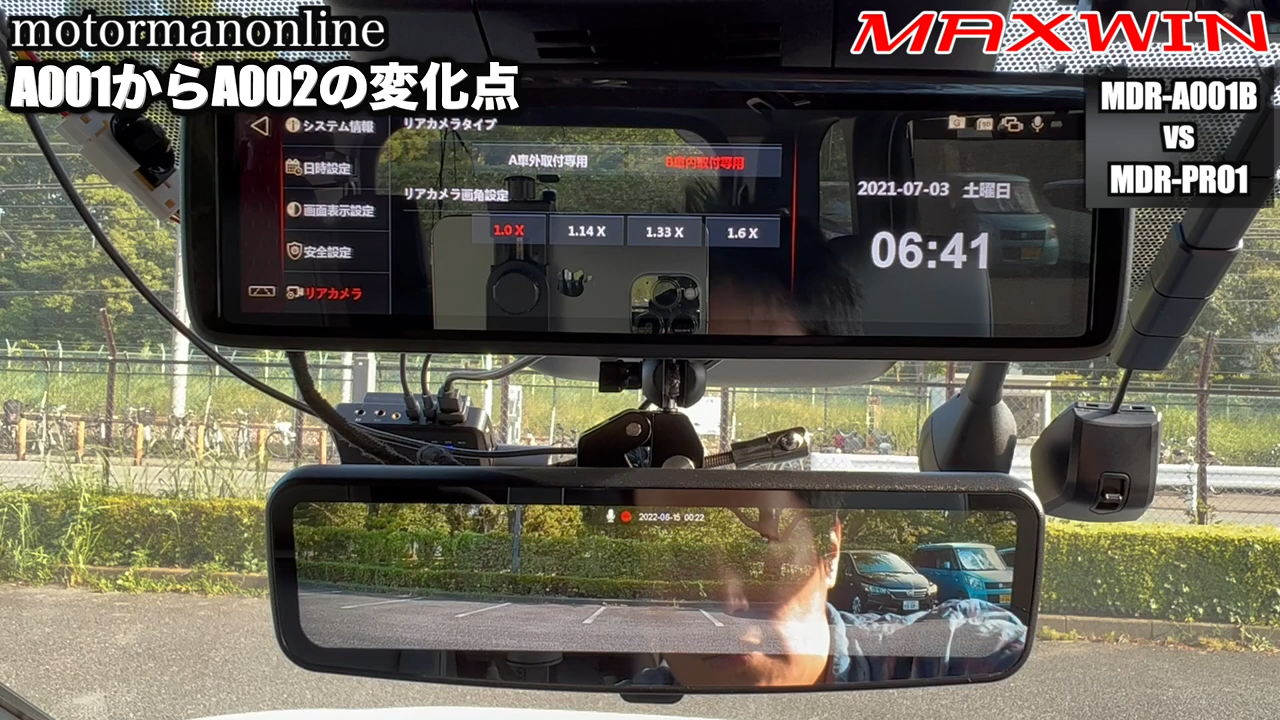 motormanonline
A001からA002の変化点
MAXWIN
MDR-A001B
VS
MDR-PRO1
システム情報
日時設定
画面表示設定
安全設定
リアカメラ
リアカメラタイプ
A車外取付専用
B車内取付専用
リアカメラ画角設定
1.0 X
1.14 X
1.33 X
1.6 X
2021-07-03 土曜日
06:41
2022-06-15 00:22